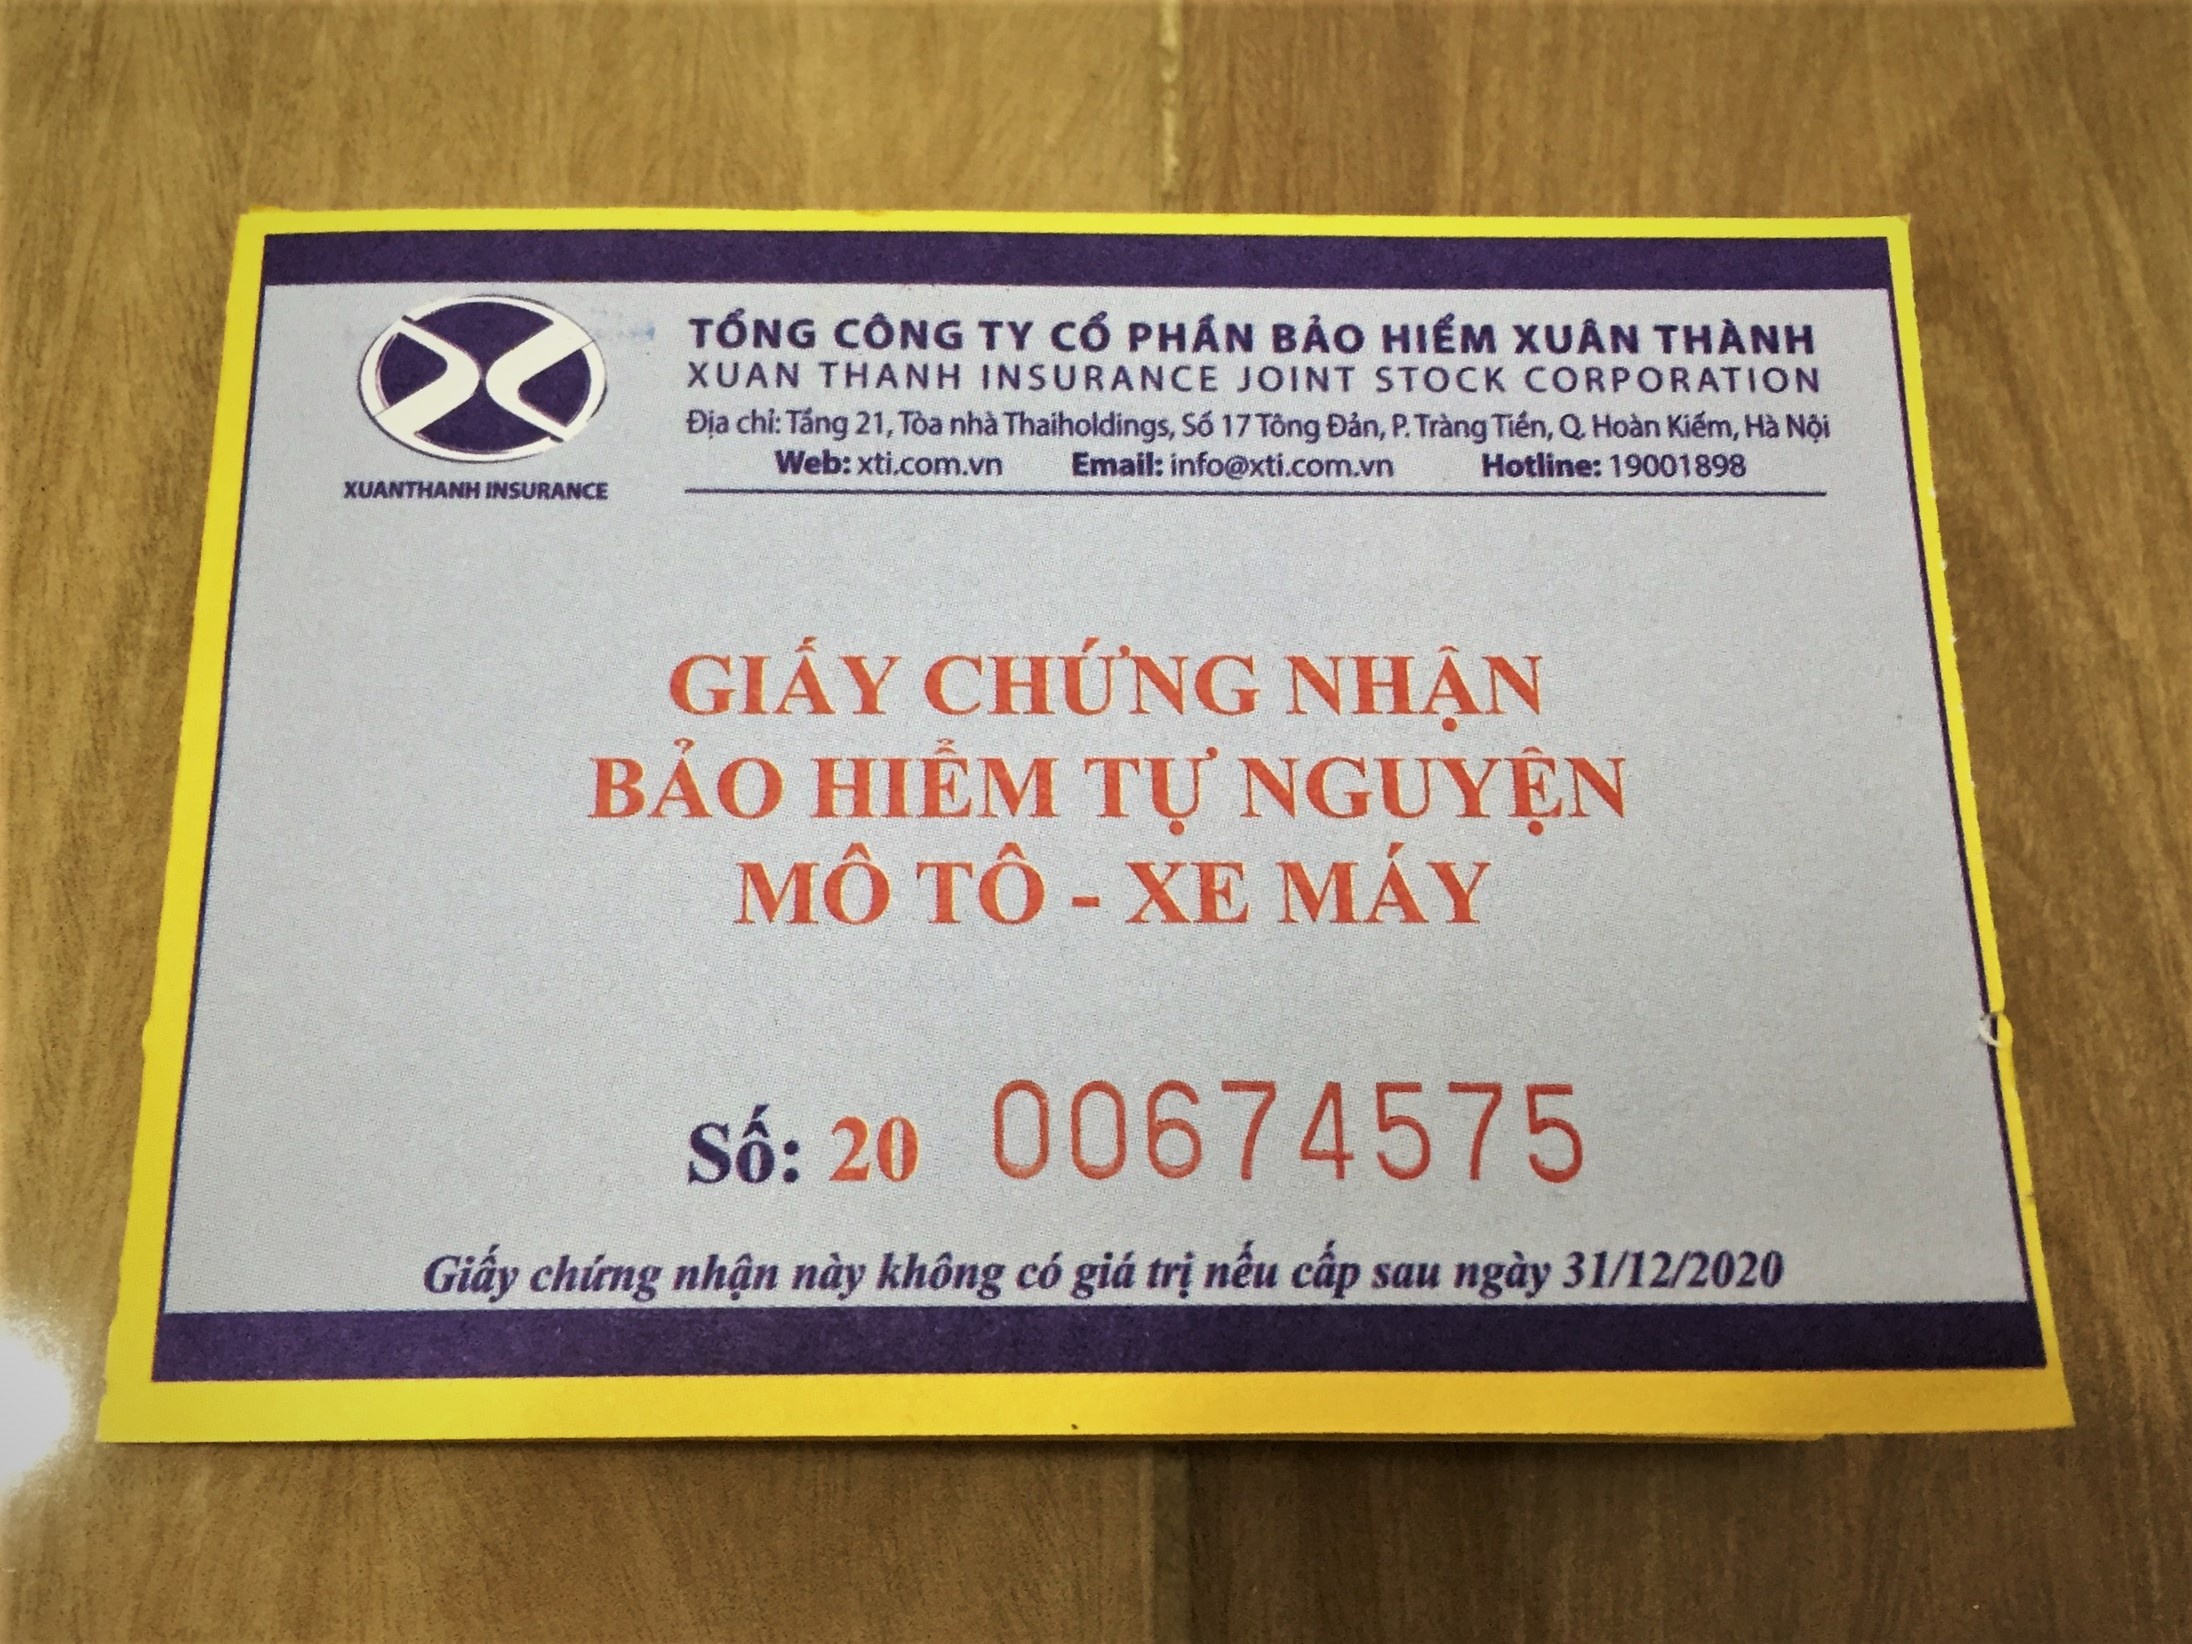 TỔNG CÔNG TY CỔ PHẦN BẢO HIỂM XUÂN THÀNH
XUAN THANH INSURANCE JOINT STOCK CORPORATION
Địa chỉ: Tầng 21, Tòa nhà Thaiholdings, Số 17 Tông Đản, P. Tràng Tiền, Q. Hoàn Kiếm, Hà Nội
Web: xti.com.vn Email: info@xti.com.vn Hotline: 19001898
XUANTHANH INSURANCE
GIẤY CHỨNG NHẬN
BẢO HIỂM TỰ NGUYỆN
MÔ TÔ - XE MÁY
Số: 20 00674575
Giấy chứng nhận này không có giá trị nếu cấp sau ngày 31/12/2020